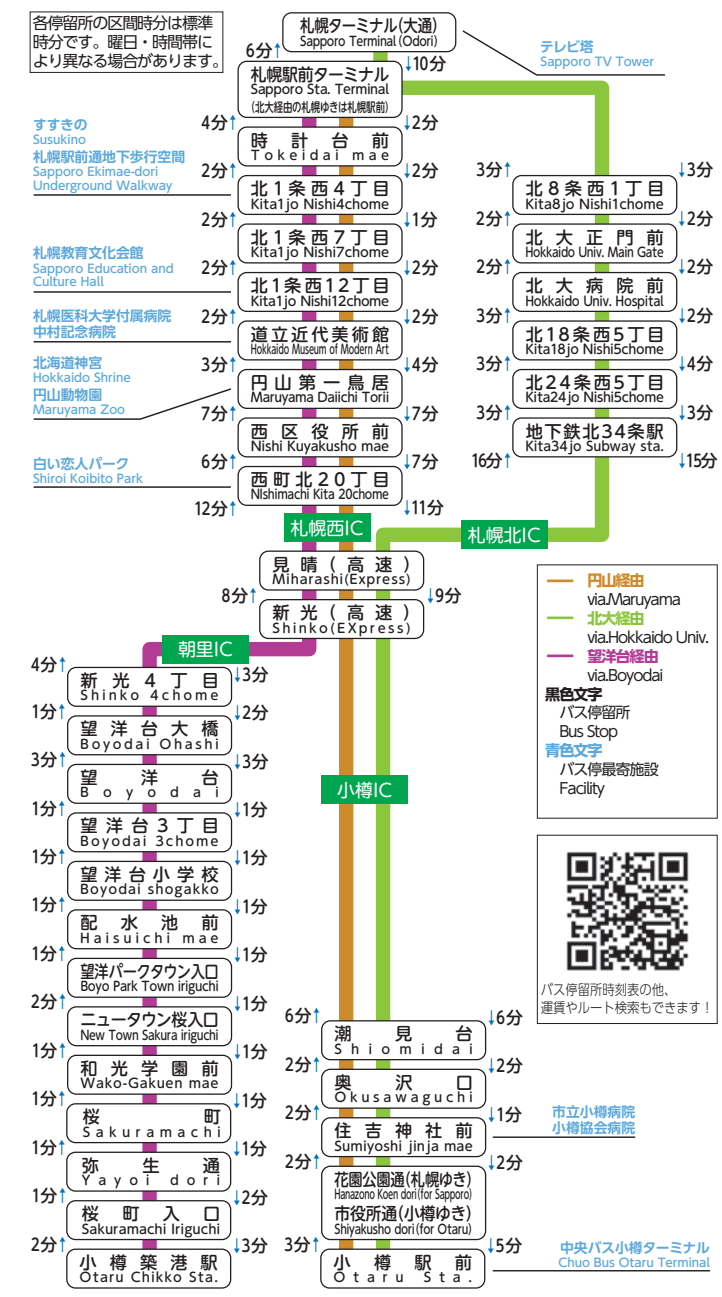 各停留所の区間時分は標準
時分です。曜日・時間帯に
より異なる場合があります。
札幌ターミナル(大通)
Sapporo Terminal (Odori)
テレビ塔
Sapporo TV Tower
6分↑
↓10分
札幌駅前ターミナル
Sapporo Sta. Terminal
(北大経由の札幌ゆきは札幌駅前)
4分↑
↓2分
時計台前
Tokeidai mae
すすきの
Susukino
札幌駅前通地下歩行空間
Sapporo Ekimae-dori
Underground Walkway
2分↑
↓2分
北1条西4丁目
Kita1jo Nishi4chome
2分↑
↓1分
北1条西7丁目
Kita1jo Nishi7chome
札幌教育文化会館
Sapporo Education and
Culture Hall
2分↑
↓2分
北1条西12丁目
Kita1jo Nishi12chome
札幌医科大学付属病院
中村記念病院
2分↑
↓2分
道立近代美術館
Hokkaido Museum of Modern Art
北海道神宮
Hokkaido Shrine
円山動物園
Maruyama Zoo
3分↑
↓4分
円山第一鳥居
Maruyama Daiichi Torii
7分↑
↓7分
西区役所前
Nishi Kuyakusho mae
白い恋人パーク
Shiroi Koibito Park
6分↑
↓7分
西町北20丁目
NIshimachi Kita 20chome
12分↑
↓11分
3分↑
↓3分
北8条西1丁目
Kita8jo Nishi1chome
2分↑
↓2分
北大正門前
Hokkaido Univ. Main Gate
2分↑
↓2分
北大病院前
Hokkaido Univ. Hospital
3分↑
↓2分
北18条西5丁目
Kita18jo Nishi5chome
3分↑
↓4分
北24条西5丁目
Kita24jo Nishi5chome
3分↑
↓3分
地下鉄北34条駅
Kita34jo Subway sta.
16分↑
↓15分
札幌西IC
札幌北IC
見晴(高速)
Miharashi(Express)
8分↑
↓9分
新光(高速)
Shinko(EXpress)
円山経由
via.Maruyama
北大経由
via.Hokkaido Univ.
望洋台経由
via.Boyodai
黒色文字
バス停留所
Bus Stop
青色文字
バス停最寄施設
Facility
朝里IC
4分↑
↓3分
新光4丁目
Shinko 4chome
1分↑
↓2分
望洋台大橋
Boyodai Ohashi
3分↑
↓3分
望洋台
Boyodai
1分↑
↓1分
望洋台3丁目
Boyodai 3chome
1分↑
↓1分
望洋台小学校
Boyodai shogakko
1分↑
↓1分
配水池前
Haisuichi mae
1分↑
↓1分
望洋パークタウン入口
Boyo Park Town iriguchi
2分↑
↓1分
ニュータウン桜入口
New Town Sakura iriguchi
1分↑
↓1分
和光学園前
Wako-Gakuen mae
1分↑
↓1分
桜町
Sakuramachi
1分↑
↓1分
弥生通
Yayoi dori
1分↑
↓2分
桜町入口
Sakuramachi Iriguchi
2分↑
↓3分
小樽築港駅
Otaru Chikko Sta.
小樽IC
バス停留所時刻表の他、
運賃やルート検索もできます！
6分↑
↓6分
潮見台
Shiomidai
2分↑
↓2分
奥沢口
Okusawaguchi
2分↑
↓1分
住吉神社前
Sumiyoshi jinja mae
市立小樽病院
小樽協会病院
2分↑
↓2分
花園公園通(札幌ゆき)
Hanazono Koen dori(for Sapporo)
市役所通(小樽ゆき)
Shiyakusho dori(for Otaru)
3分↑
↓5分
小樽駅前
Otaru Sta.
中央バス小樽ターミナル
Chuo Bus Otaru Terminal